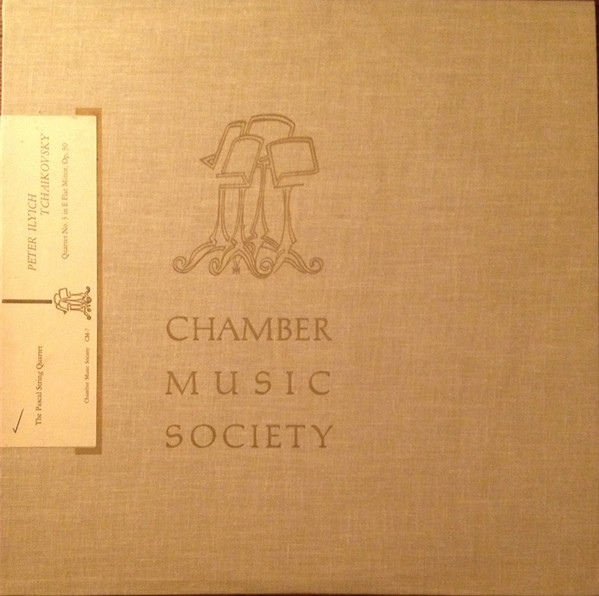 PETER ILYICH
TCHAIKOVSKY
Quartet No. 3 in E Flat Minor, Op. 30
The Pascal String Quartet
Chamber Music Society CM-7
CHAMBER
MUSIC
SOCIETY